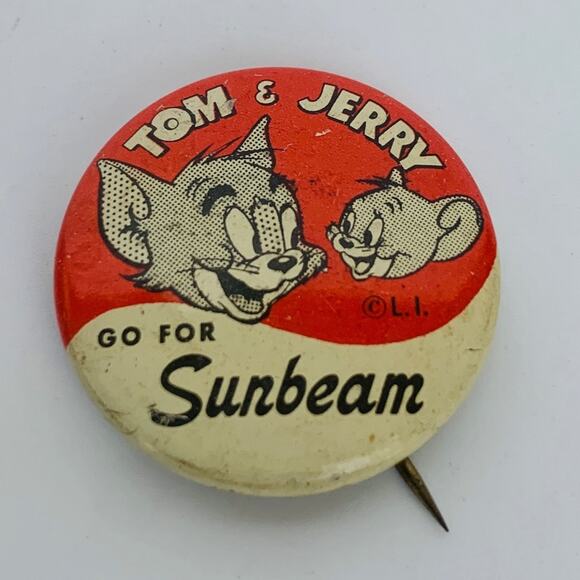 TOM & JERRY
© L.I.
GO FOR
Sunbeam